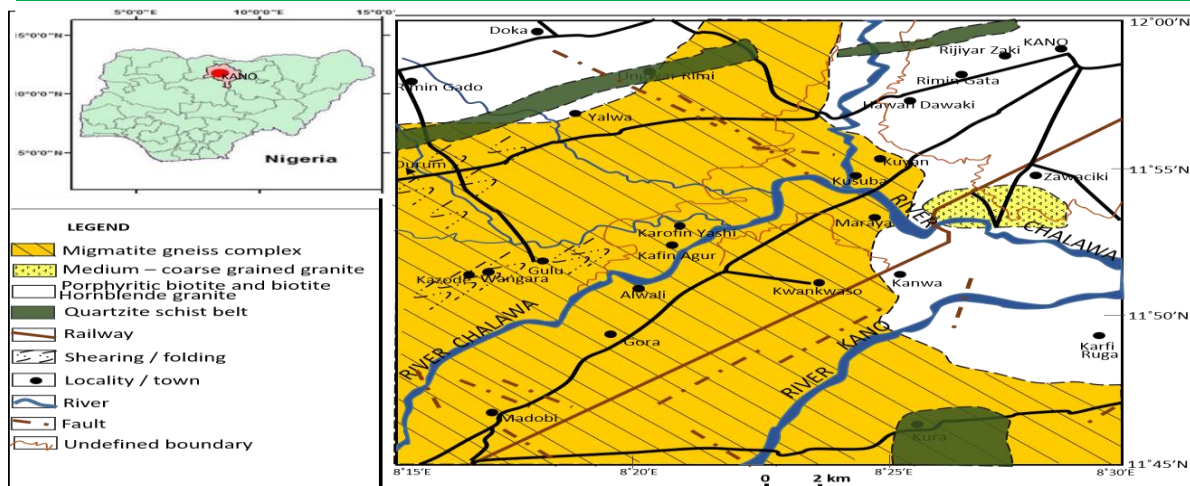 5°0'0"E
10°0'0"E
15°0'0"
15°0'0"N
10°0'0"N
5°0'0"N
KANO
Nigeria
LEGEND
Migmatite gneiss complex
Medium – coarse grained granite
Porphyritic biotite and biotite
Hornblende granite
Quartzite schist belt
Railway
Shearing / folding
Locality / town
River
Fault
Undefined boundary
Doka
KANO
Rijiyar Zaki
Rimin Gata
Rimin Gado
Hawan Dawaki
Yalwa
Kuyan
Durum
Kusuba
Zawaciki
RIVER
CHALAWA
Maraya
Karofin Yashi
Kafin Agur
Gulu
Kazode
Wangara
Alwali
Kwankwaso
Kanwa
RIVER CHALAWA
Gora
RIVER KANO
Karfi
Ruga
Madobi
Kura
12°00'N
11°55'N
11°50'N
11°45'N
8°15'E
8°20'E
8°25'E
8°30'E
0 2 km